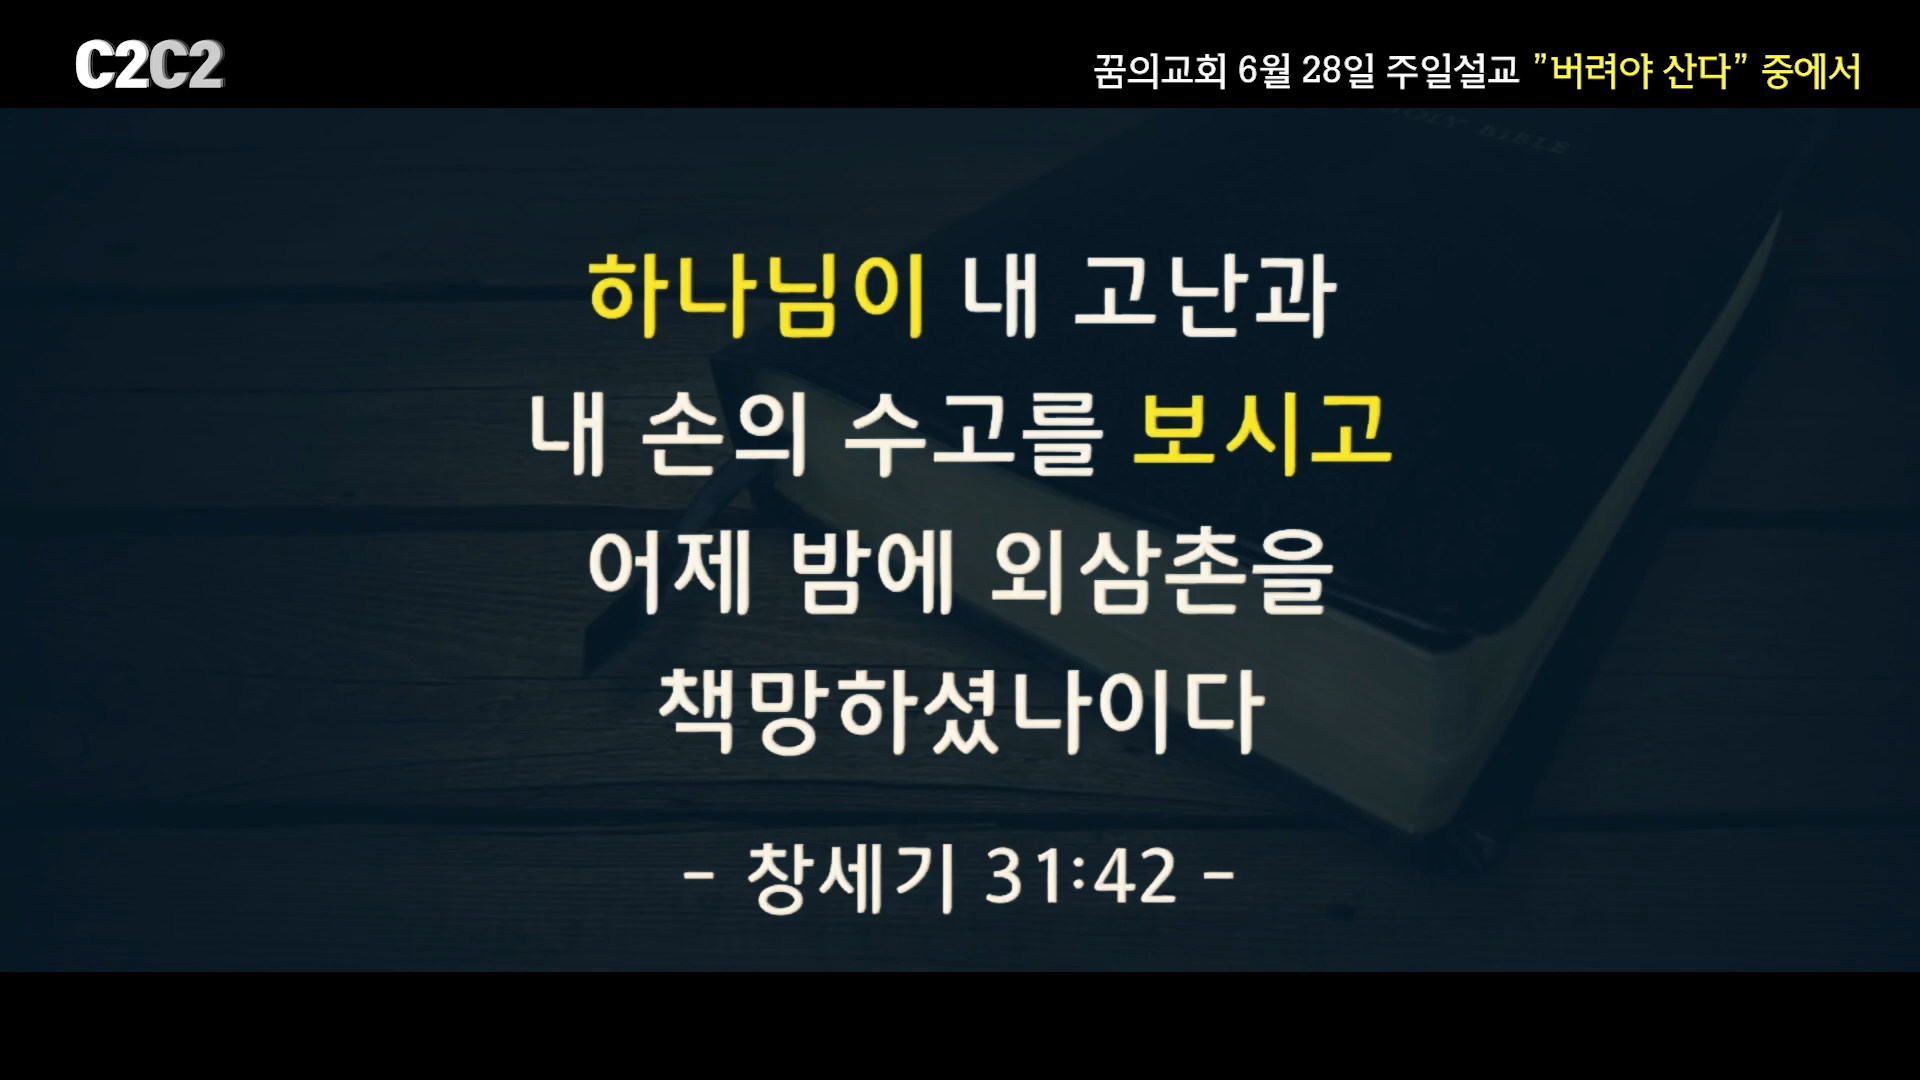 C2C2
꿈의교회 6월 28일 주일설교 "버려야 산다" 중에서
HOLY BIBLE
하나님이 내 고난과
내 손의 수고를 보시고
어제 밤에 외삼촌을
책망하셨나이다
- 창세기 31:42 -